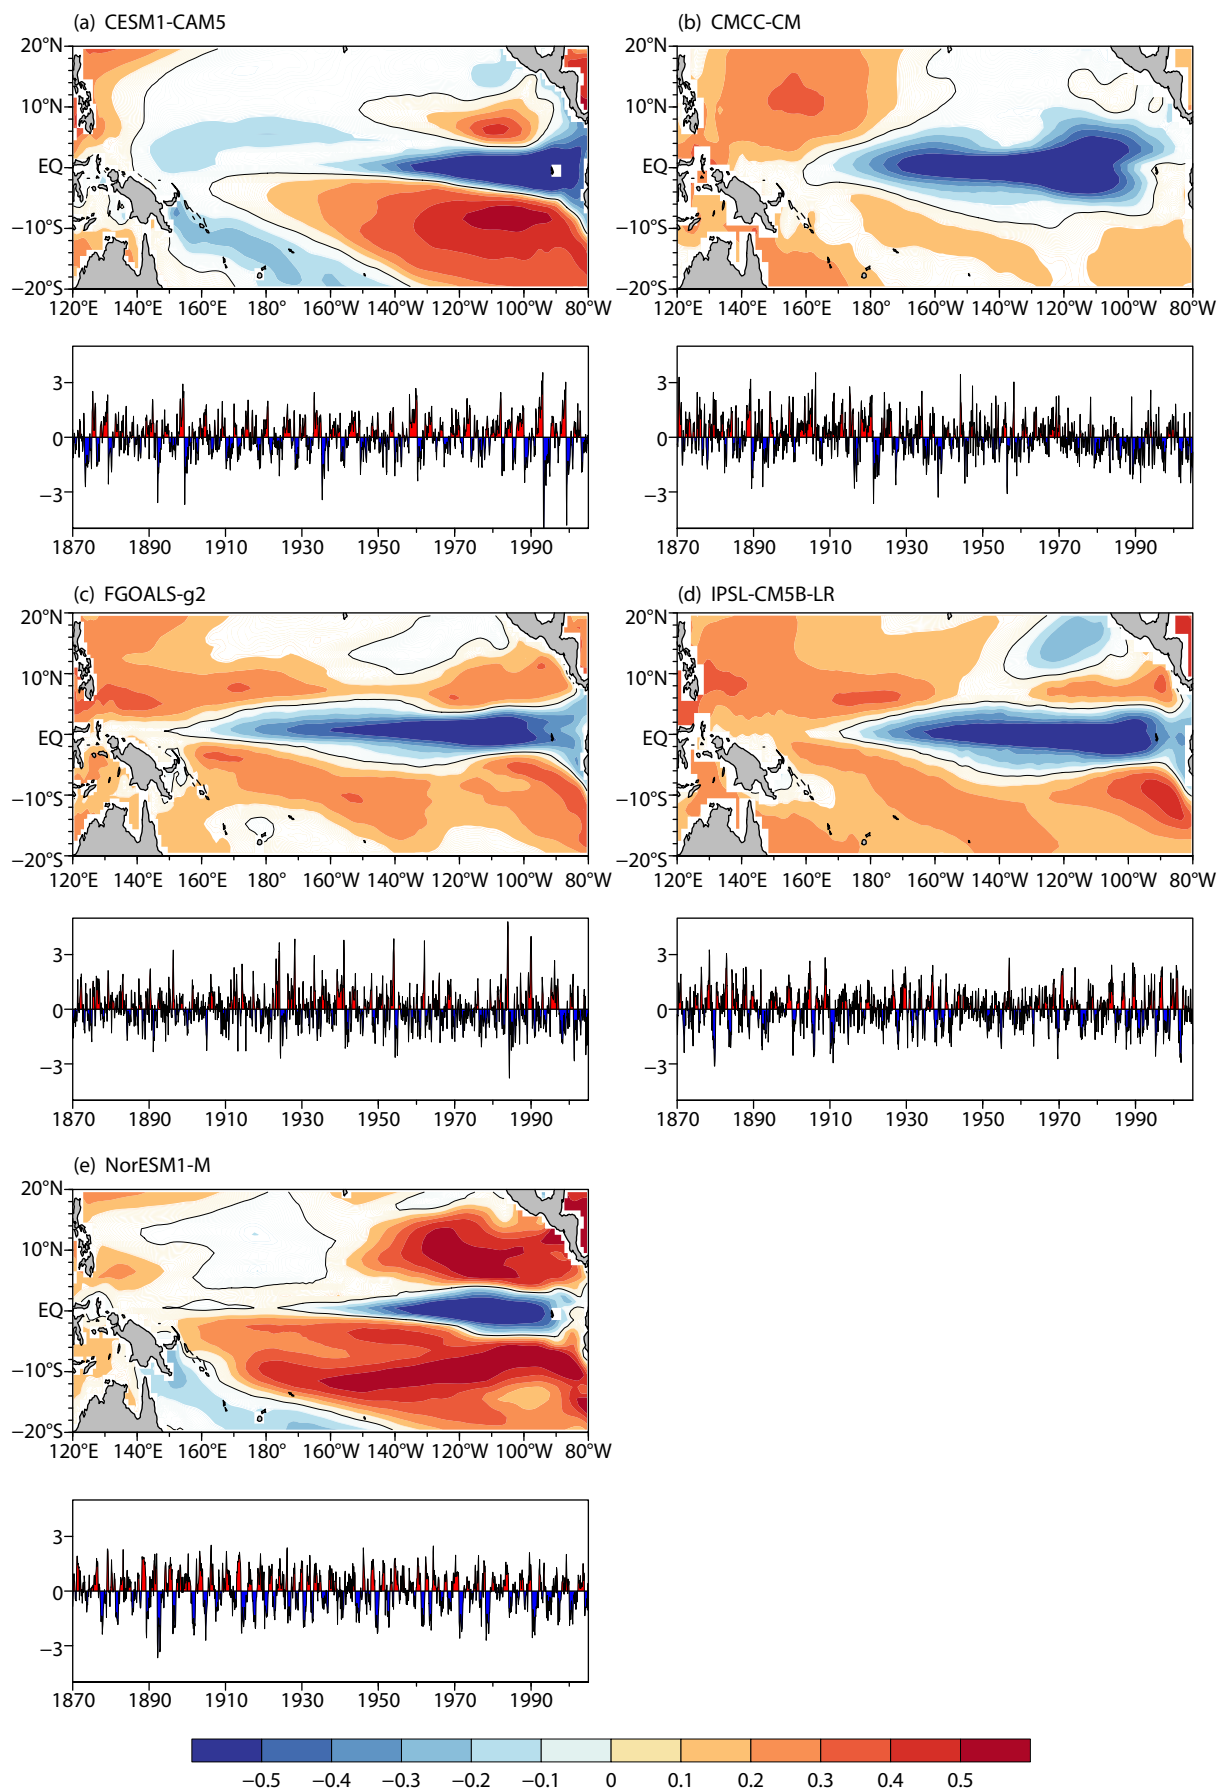 (a) CESM1-CAM5
(b) CMCC-CM
20°N
10°N
EQ
−10°S
−20°S
120°E 140°E 160°E 180° 160°W 140°W 120°W 100°W 80°W
20°N
10°N
EQ
−10°S
−20°S
120°E 140°E 160°E 180° 160°W 140°W 120°W 100°W 80°W
3
0
−3
1870 1890 1910 1930 1950 1970 1990
3
0
−3
1870 1890 1910 1930 1950 1970 1990
(c) FGOALS-g2
(d) IPSL-CM5B-LR
20°N
10°N
EQ
−10°S
−20°S
120°E 140°E 160°E 180° 160°W 140°W 120°W 100°W 80°W
20°N
10°N
EQ
−10°S
−20°S
120°E 140°E 160°E 180° 160°W 140°W 120°W 100°W 80°W
3
0
−3
1870 1890 1910 1930 1950 1970 1990
3
0
−3
1870 1890 1910 1930 1950 1970 1990
(e) NorESM1-M
20°N
10°N
EQ
−10°S
−20°S
120°E 140°E 160°E 180° 160°W 140°W 120°W 100°W 80°W
3
0
−3
1870 1890 1910 1930 1950 1970 1990
−0.5 −0.4 −0.3 −0.2 −0.1 0 0.1 0.2 0.3 0.4 0.5